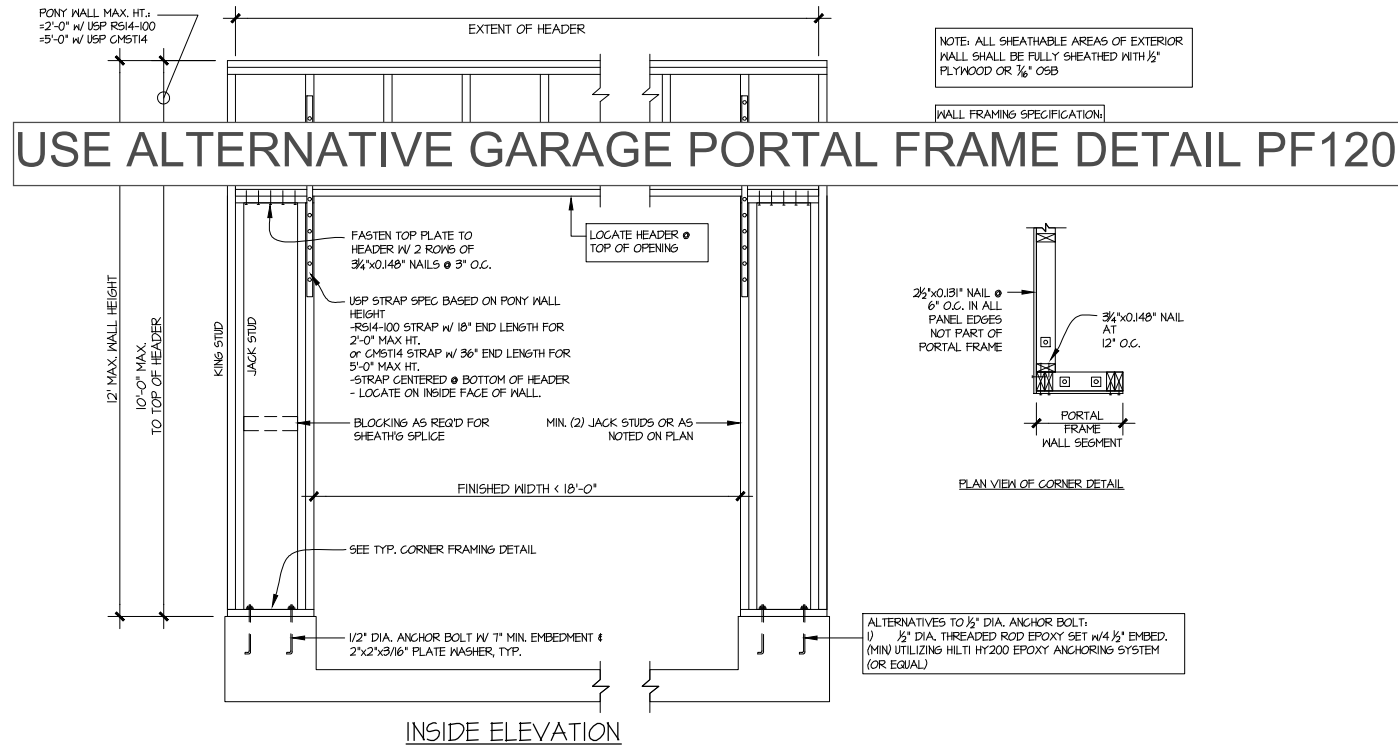 PONY WALL MAX. HT.:
=2'-0" W/ USP RS14-100
=5'-0" W/ USP CMST14
EXTENT OF HEADER
NOTE: ALL SHEATHABLE AREAS OF EXTERIOR
WALL SHALL BE FULLY SHEATHED WITH ½"
PLYWOOD OR 7/16" OSB
WALL FRAMING SPECIFICATION:
USE ALTERNATIVE GARAGE PORTAL FRAME DETAIL PF120
FASTEN TOP PLATE TO
HEADER W/ 2 ROWS OF
3¼"x0.148" NAILS @ 3" O.C.
LOCATE HEADER @
TOP OF OPENING
USP STRAP SPEC BASED ON PONY WALL
HEIGHT
-RS14-100 STRAP w/ 18" END LENGTH FOR
2'-0" MAX HT.
or CMST14 STRAP w/ 36" END LENGTH FOR
5'-0" MAX HT.
-STRAP CENTERED @ BOTTOM OF HEADER
- LOCATE ON INSIDE FACE OF WALL.
12' MAX. WALL HEIGHT
10'-0" MAX.
TO TOP OF HEADER
KING STUD
JACK STUD
BLOCKING AS REQ'D FOR
SHEATH'G SPLICE
MIN. (2) JACK STUDS OR AS
NOTED ON PLAN
FINISHED WIDTH < 18'-0"
SEE TYP. CORNER FRAMING DETAIL
1/2" DIA. ANCHOR BOLT W/ 7" MIN. EMBEDMENT &
2"x2"x3/16" PLATE WASHER, TYP.
INSIDE ELEVATION
2½"x0.131" NAIL @
6" O.C. IN ALL
PANEL EDGES
NOT PART OF
PORTAL FRAME
3¼"x0.148" NAIL
AT
12" O.C.
PORTAL
FRAME
WALL SEGMENT
PLAN VIEW OF CORNER DETAIL
ALTERNATIVES TO ½" DIA. ANCHOR BOLT:
1) ½" DIA. THREADED ROD EPOXY SET w/4 ½" EMBED.
(MIN) UTILIZING HILTI HY200 EPOXY ANCHORING SYSTEM
(OR EQUAL)